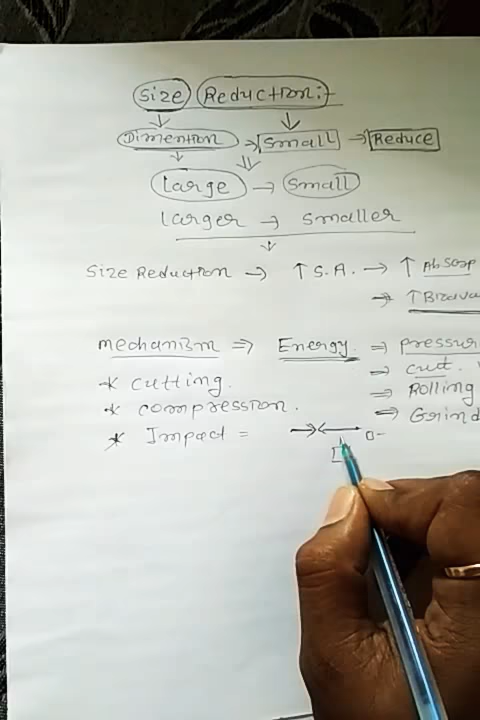 Size Reduction:-
Dimention → Small → Reduce
Large → Small
Larger → Smaller
Size Reduction → ↑ S.A. → ↑ Absorp
→ ↑ Bioava
Mechanism ⇒ Energy ⇒ Pressur
* Cutting. ⇒ Cut.
* Compression. ⇒ Rolling
⇒ Grind
* Impact =